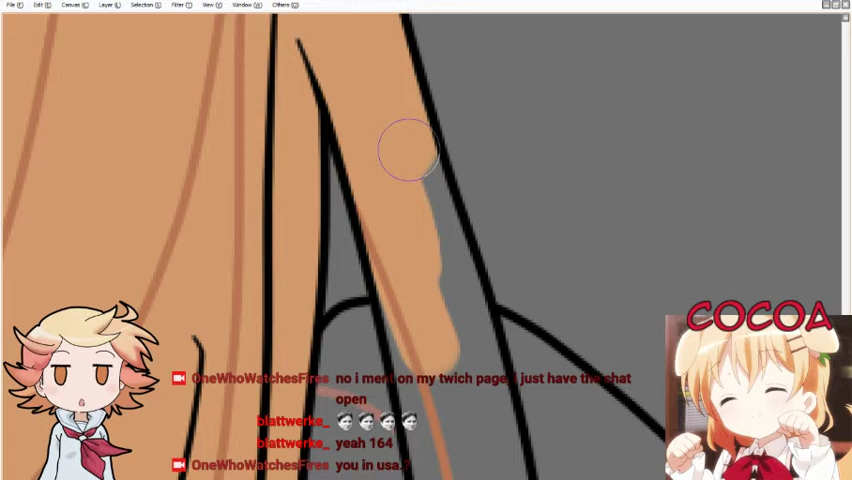 File (F) Edit (E) Canvas (C) Layer (L) Selection (S) Filter (T) View (V) Window (W) Others (O)
COCOA
OneWhoWatchesFires no i ment on my twich page, i just have the chat
open
blattwerke_
blattwerke_ yeah 164
OneWhoWatchesFires you in usa.?